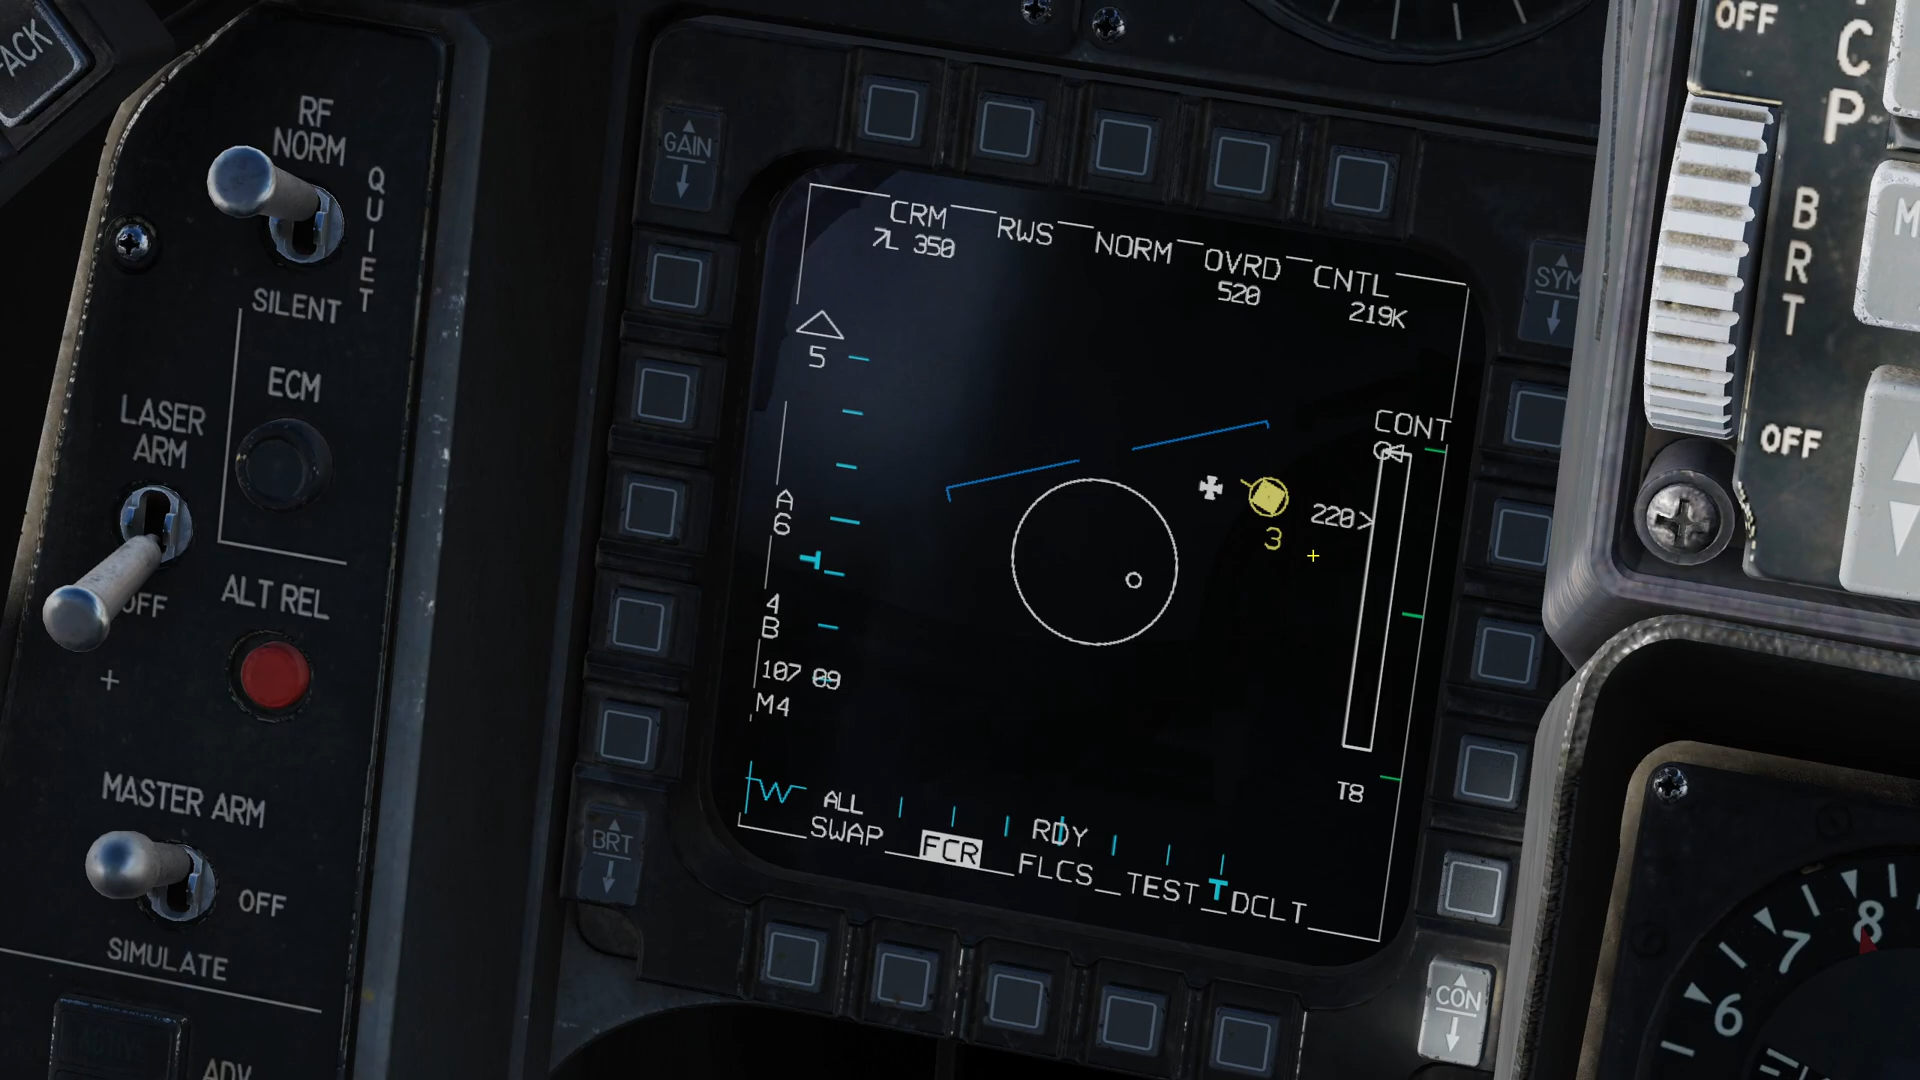 ACK
RF
NORM
QUIET
SILENT
ECM
LASER
ARM
OFF
ALT REL
MASTER ARM
OFF
SIMULATE
ADV
GAIN
SYM
BRT
CON
CRM RWS NORM OVRD CNTL
350 520 219K
5
CONT
A
6
220>
3
4
B
107 09
M4
T8
ALL
RDY
SWAP FCR FLCS TEST DCLT
OFF
CP
BRT
OFF
M
8
7
6